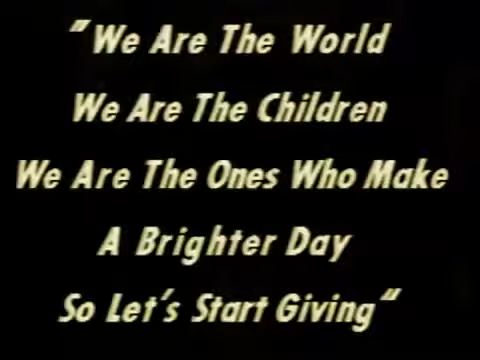 "We Are The World
We Are The Children
We Are The Ones Who Make
A Brighter Day
So Let's Start Giving"